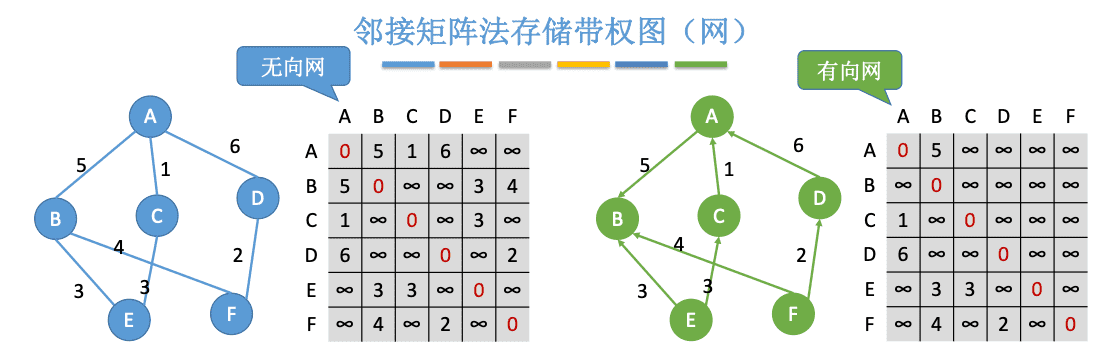 邻接矩阵法存储带权图（网）
无向网
有向网
A
5
1
6
B
C
D
4
2
3
3
E
F
A B C D E F
A 0 5 1 6 ∞ ∞
B 5 0 ∞ ∞ 3 4
C 1 ∞ 0 ∞ 3 ∞
D 6 ∞ ∞ 0 ∞ 2
E ∞ 3 3 ∞ 0 ∞
F ∞ 4 ∞ 2 ∞ 0
A
5
1
6
B
C
D
4
2
3
3
E
F
A B C D E F
A 0 5 ∞ ∞ ∞ ∞
B ∞ 0 ∞ ∞ ∞ ∞
C 1 ∞ 0 ∞ ∞ ∞
D 6 ∞ ∞ 0 ∞ ∞
E ∞ 3 3 ∞ 0 ∞
F ∞ 4 ∞ 2 ∞ 0